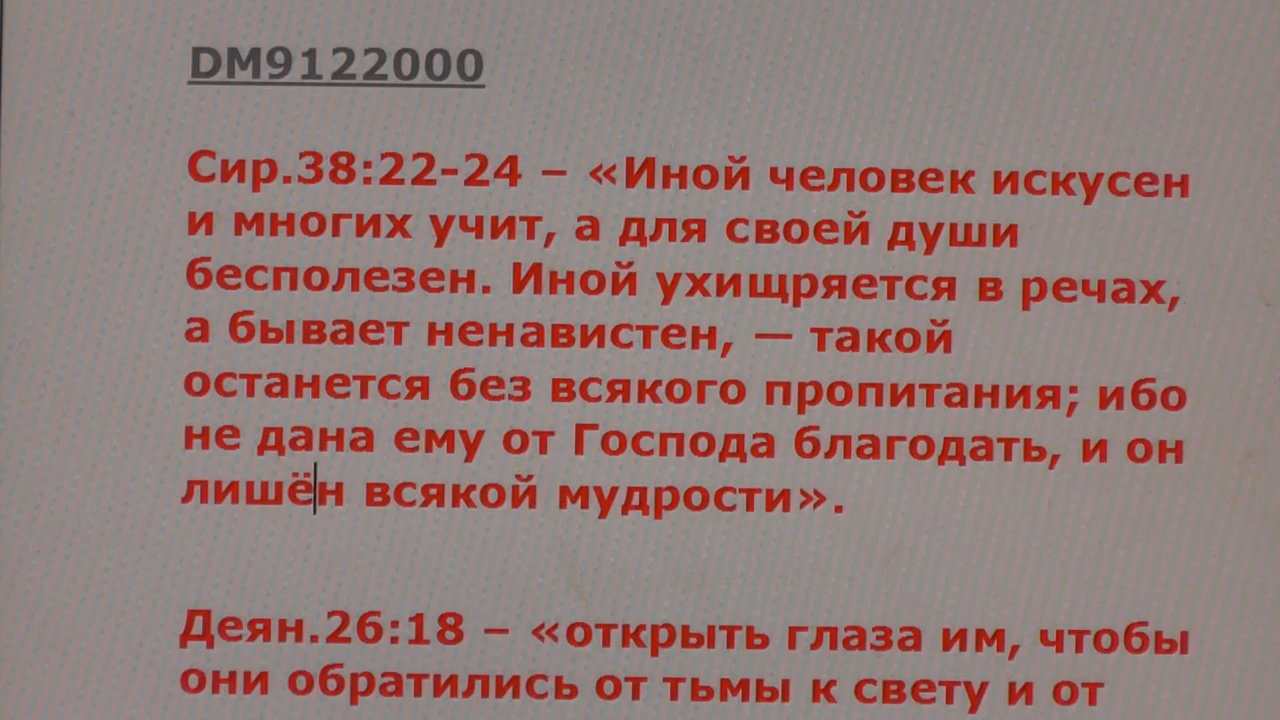 DM9122000
Сир.38:22-24 – «Иной человек искусен
и многих учит, а для своей души
бесполезен. Иной ухищряется в речах,
а бывает ненавистен, — такой
останется без всякого пропитания; ибо
не дана ему от Господа благодать, и он
лишён всякой мудрости».
Деян.26:18 – «открыть глаза им, чтобы
они обратились от тьмы к свету и от